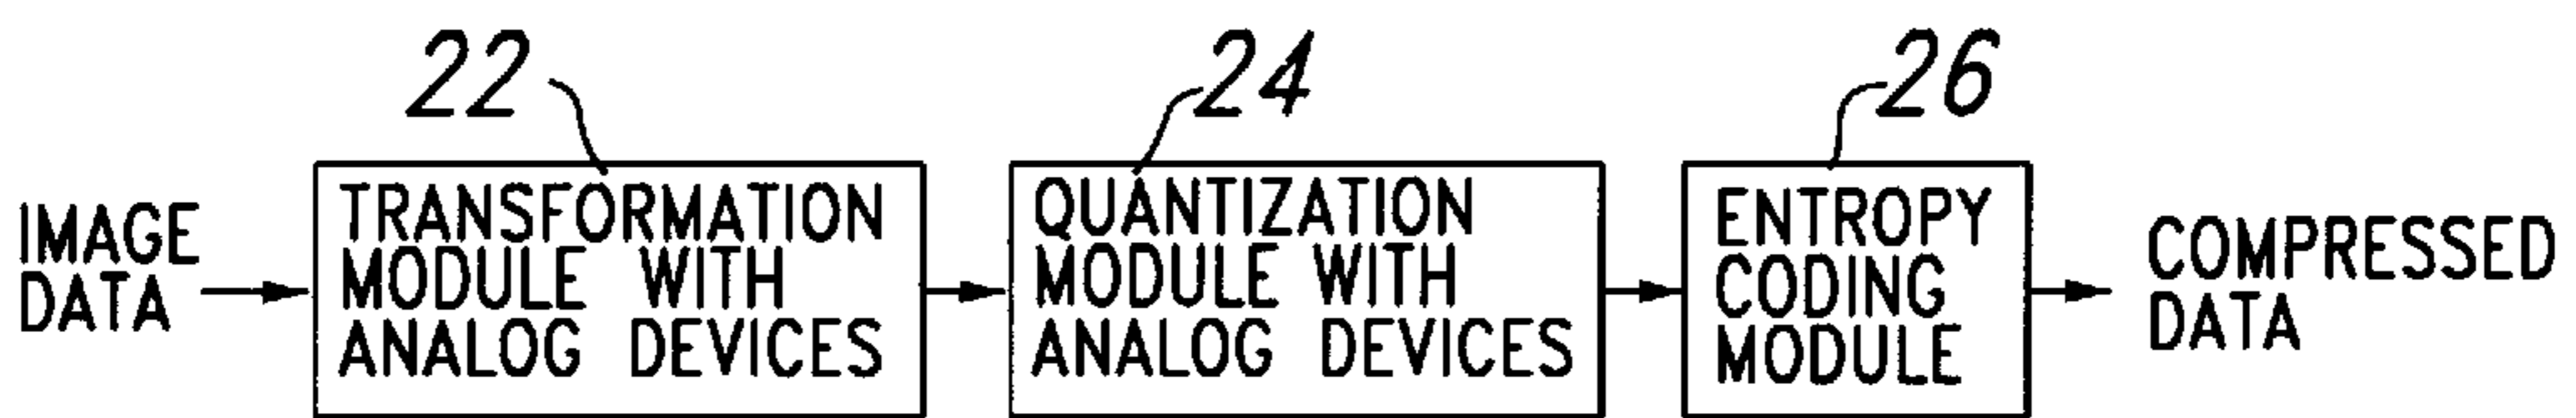 22
24
26
IMAGE
DATA
TRANSFORMATION
MODULE WITH
ANALOG DEVICES
QUANTIZATION
MODULE WITH
ANALOG DEVICES
ENTROPY
CODING
MODULE
COMPRESSED
DATA